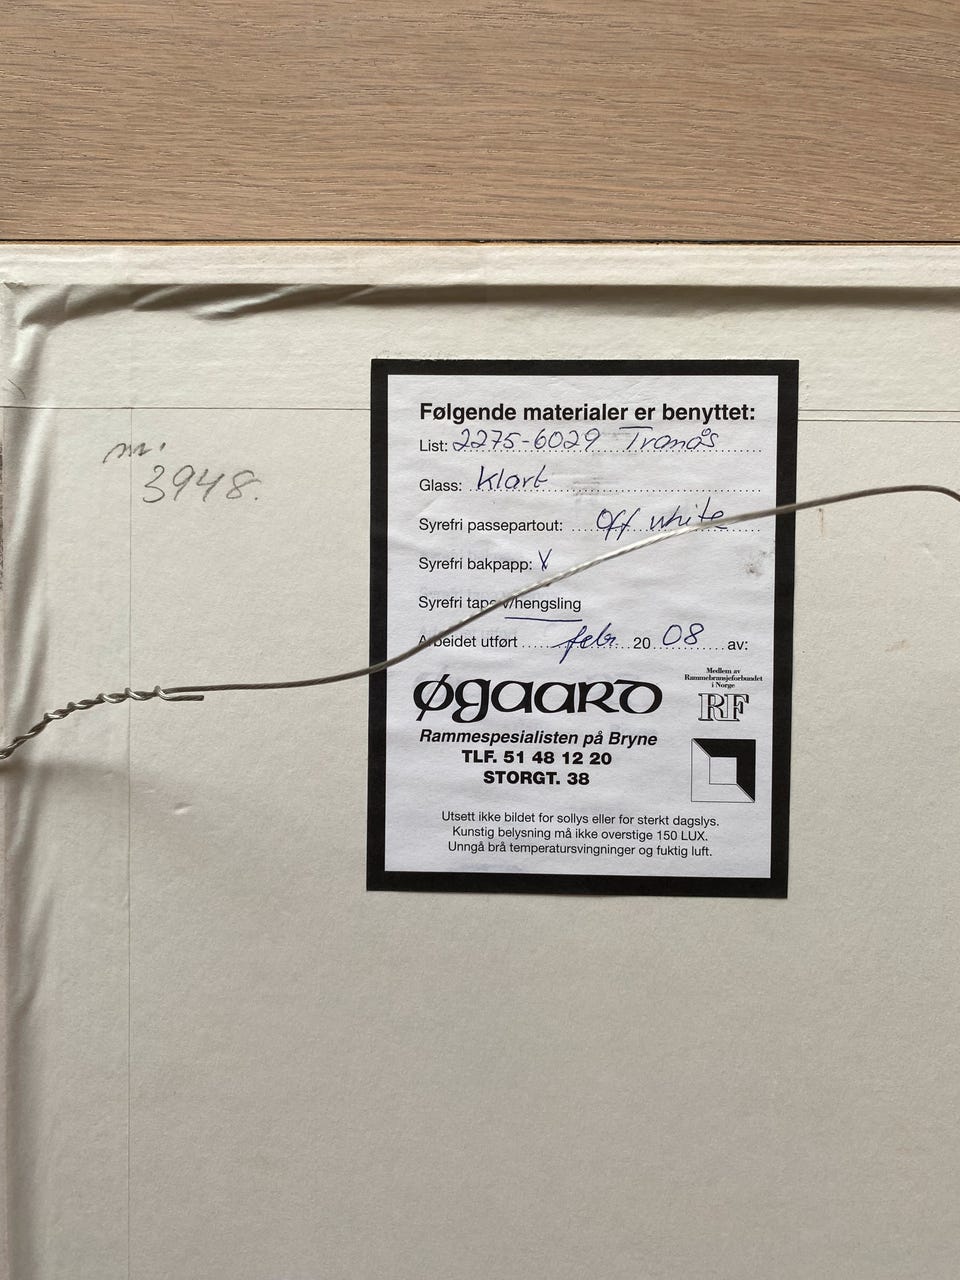 nr.
3948.
Følgende materialer er benyttet:
List: 2275-6029 Tranås
Glass: Klart
Syrefri passepartout: Off white
Syrefri bakpapp: X
Syrefri tape v/hengsling
Arbeidet utført febr. 20 08 av:
øgaard
Rammespesialisten på Bryne
TLF. 51 48 12 20
STORGT. 38
Medlem av
Rammebransjeforbundet
i Norge
RF
Utsett ikke bildet for sollys eller for sterkt dagslys.
Kunstig belysning må ikke overstige 150 LUX.
Unngå brå temperatursvingninger og fuktig luft.